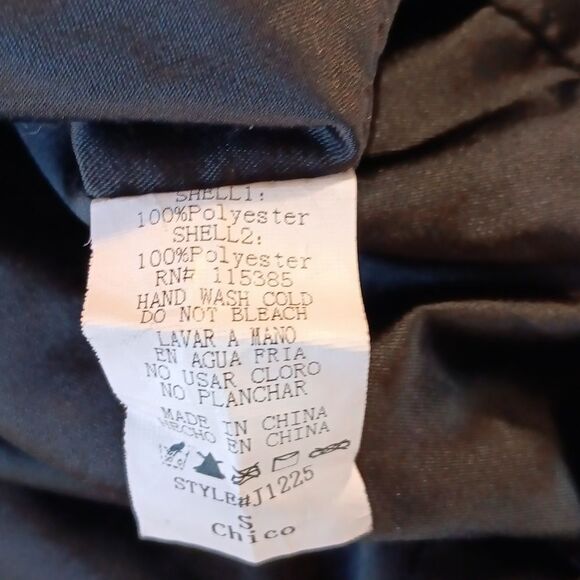 SHELL1:
100%Polyester
SHELL2:
100%Polyester
RN# 115385
HAND WASH COLD
DO NOT BLEACH
LAVAR A MANO
EN AGUA FRIA
NO USAR CLORO
NO PLANCHAR
MADE IN CHINA
HECHO EN CHINA
STYLE#J1225
S
Chico